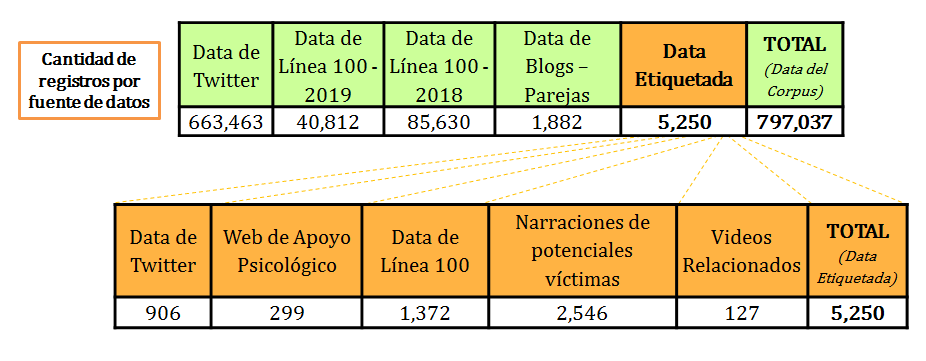 Cantidad de
registros por
fuente de datos
Data de
Twitter
Data de
Línea 100 -
2019
Data de
Línea 100 -
2018
Data de
Blogs –
Parejas
Data
Etiquetada
TOTAL
(Data del
Corpus)
663,463
40,812
85,630
1,882
5,250
797,037
Data de
Twitter
Web de Apoyo
Psicológico
Data de
Línea 100
Narraciones de
potenciales
víctimas
Videos
Relacionados
TOTAL
(Data
Etiquetada)
906
299
1,372
2,546
127
5,250